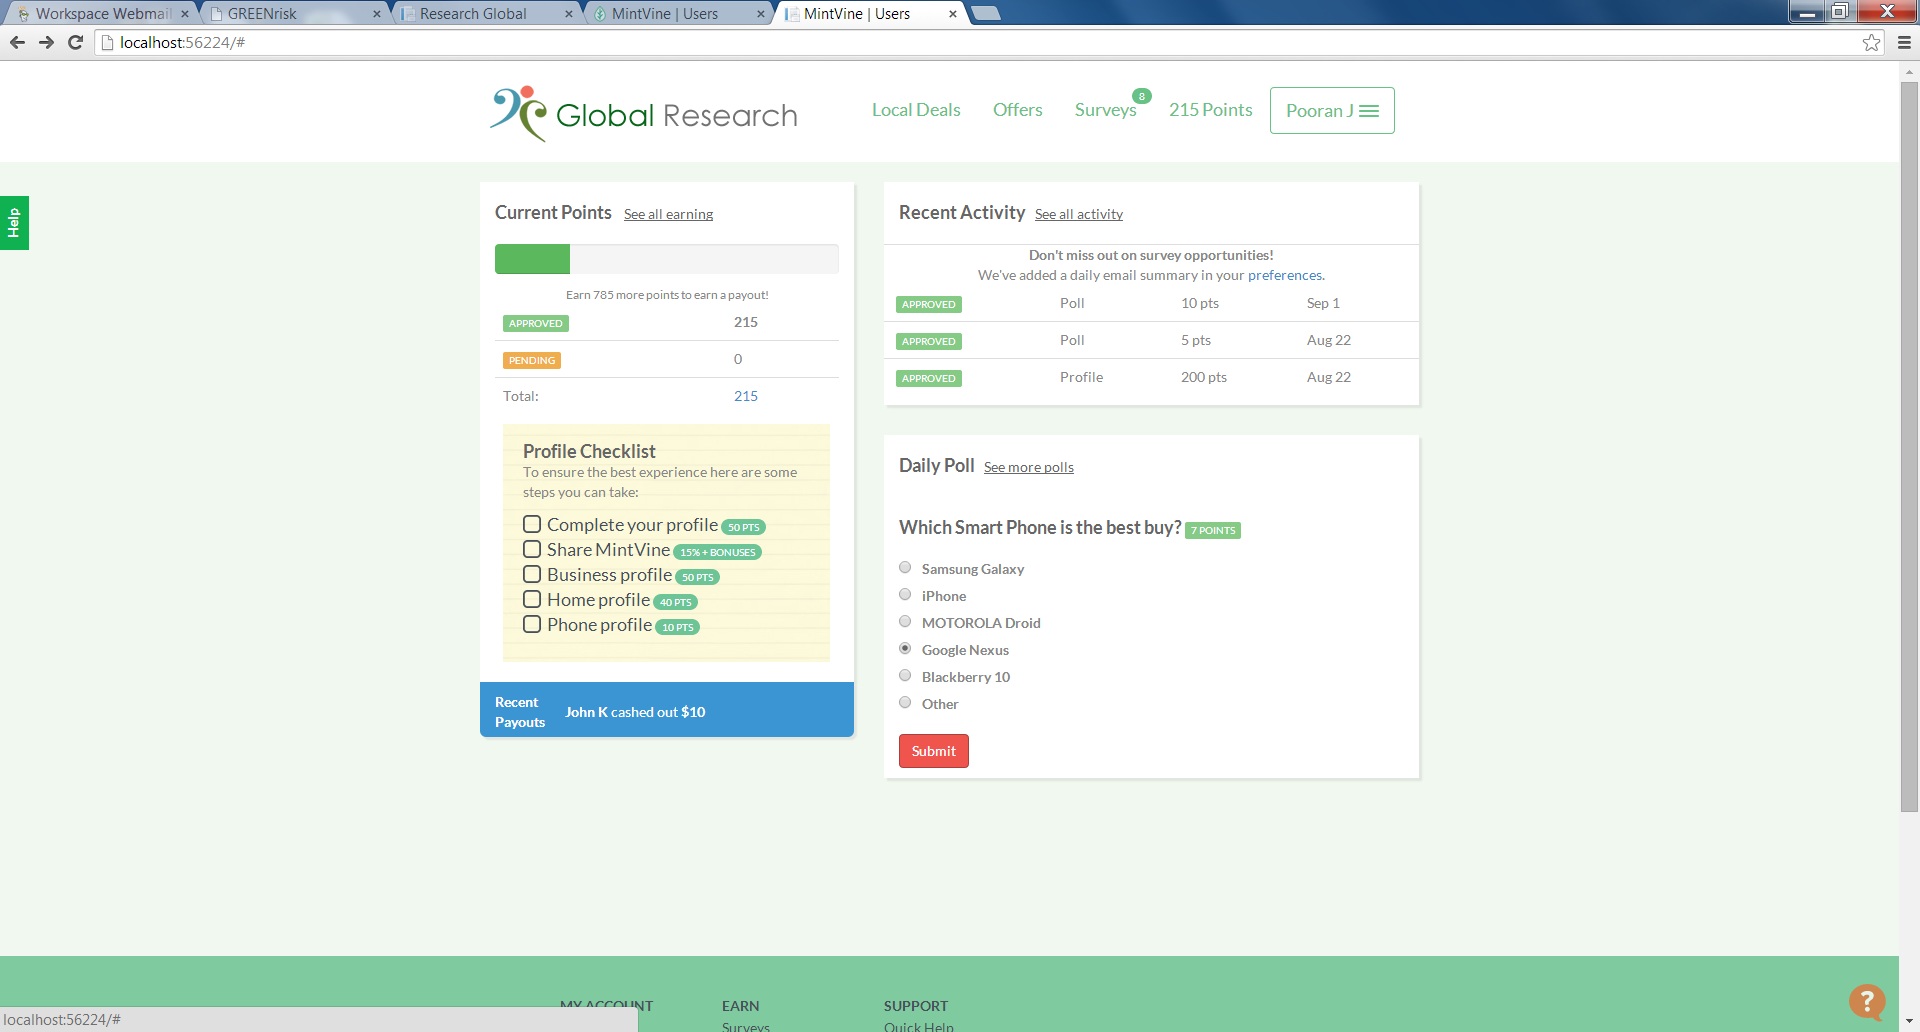 Workspace Webmail
GREENrisk
Research Global
MintVine | Users
MintVine | Users
localhost:56224/#
Global Research
Local Deals
Offers
Surveys
8
215 Points
Pooran J
Help
Current Points See all earning
Earn 785 more points to earn a payout!
APPROVED 215
PENDING 0
Total: 215
Profile Checklist
To ensure the best experience here are some
steps you can take:
Complete your profile 50 PTS
Share MintVine 15% + BONUSES
Business profile 50 PTS
Home profile 40 PTS
Phone profile 10 PTS
Recent
Payouts
John K cashed out $10
Recent Activity See all activity
Don't miss out on survey opportunities!
We've added a daily email summary in your preferences.
APPROVED Poll 10 pts Sep 1
APPROVED Poll 5 pts Aug 22
APPROVED Profile 200 pts Aug 22
Daily Poll See more polls
Which Smart Phone is the best buy? 7 POINTS
Samsung Galaxy
iPhone
MOTOROLA Droid
Google Nexus
Blackberry 10
Other
Submit
MY ACCOUNT
EARN
Surveys
SUPPORT
Quick Help
?
localhost:56224/#